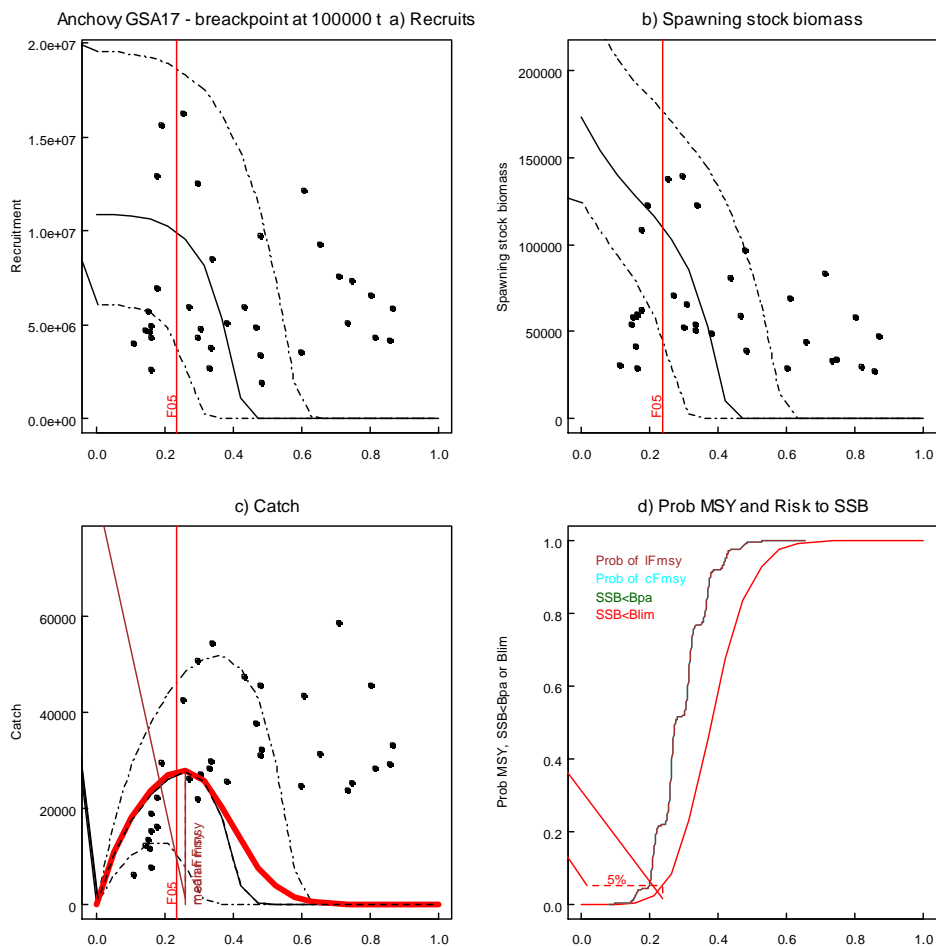 Anchovy GSA17 - breackpoint at 100000 t a) Recruits
b) Spawning stock biomass
2.0e+07
1.5e+07
1.0e+07
5.0e+06
0.0e+00
Recruitment
F05
0.0 0.2 0.4 0.6 0.8 1.0
200000
150000
100000
50000
0
Spawning stock biomass
F05
0.0 0.2 0.4 0.6 0.8 1.0
c) Catch
d) Prob MSY and Risk to SSB
60000
40000
20000
0
Catch
F05
0.0 0.2 0.4 0.6 0.8 1.0
1.0
0.8
0.6
0.4
0.2
0.0
Prob MSY, SSB<Bpa or Blim
Prob of lFmsy
Prob of cFmsy
SSB<Bpa
SSB<Blim
5%
0.0 0.2 0.4 0.6 0.8 1.0